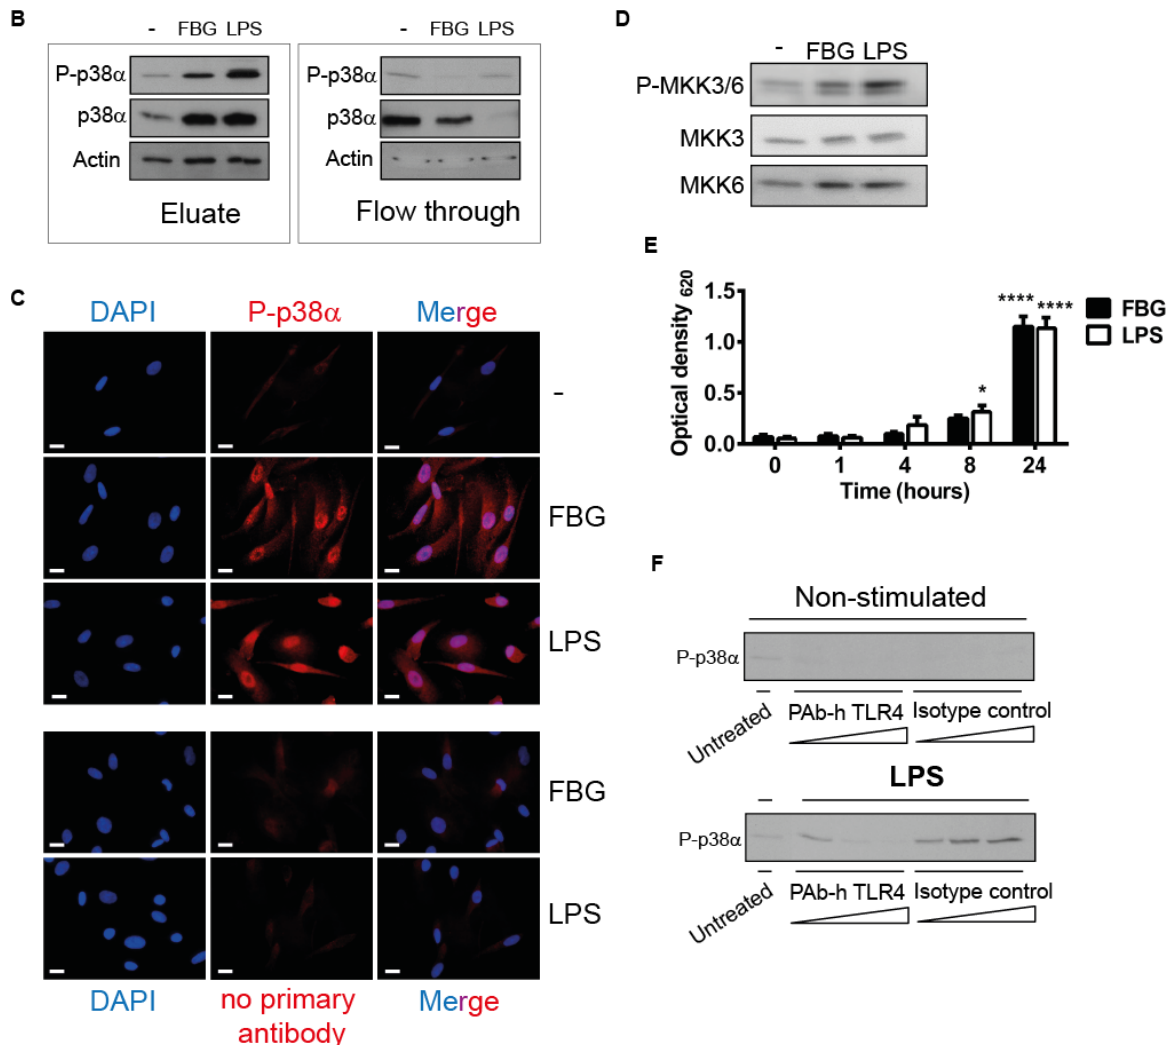 B
- FBG LPS
P-p38α
p38α
Actin
Eluate
- FBG LPS
P-p38α
p38α
Actin
Flow through
C
DAPI P-p38α Merge
-
FBG
LPS
FBG
LPS
DAPI no primary antibody Merge
D
- FBG LPS
P-MKK3/6
MKK3
MKK6
E
Optical density 620
1.5
1.0
0.5
0.0
0 1 4 8 24
Time (hours)
*
**** ****
FBG
LPS
F
Non-stimulated
P-p38α
Untreated
PAb-h TLR4
Isotype control
LPS
P-p38α
Untreated
PAb-h TLR4
Isotype control